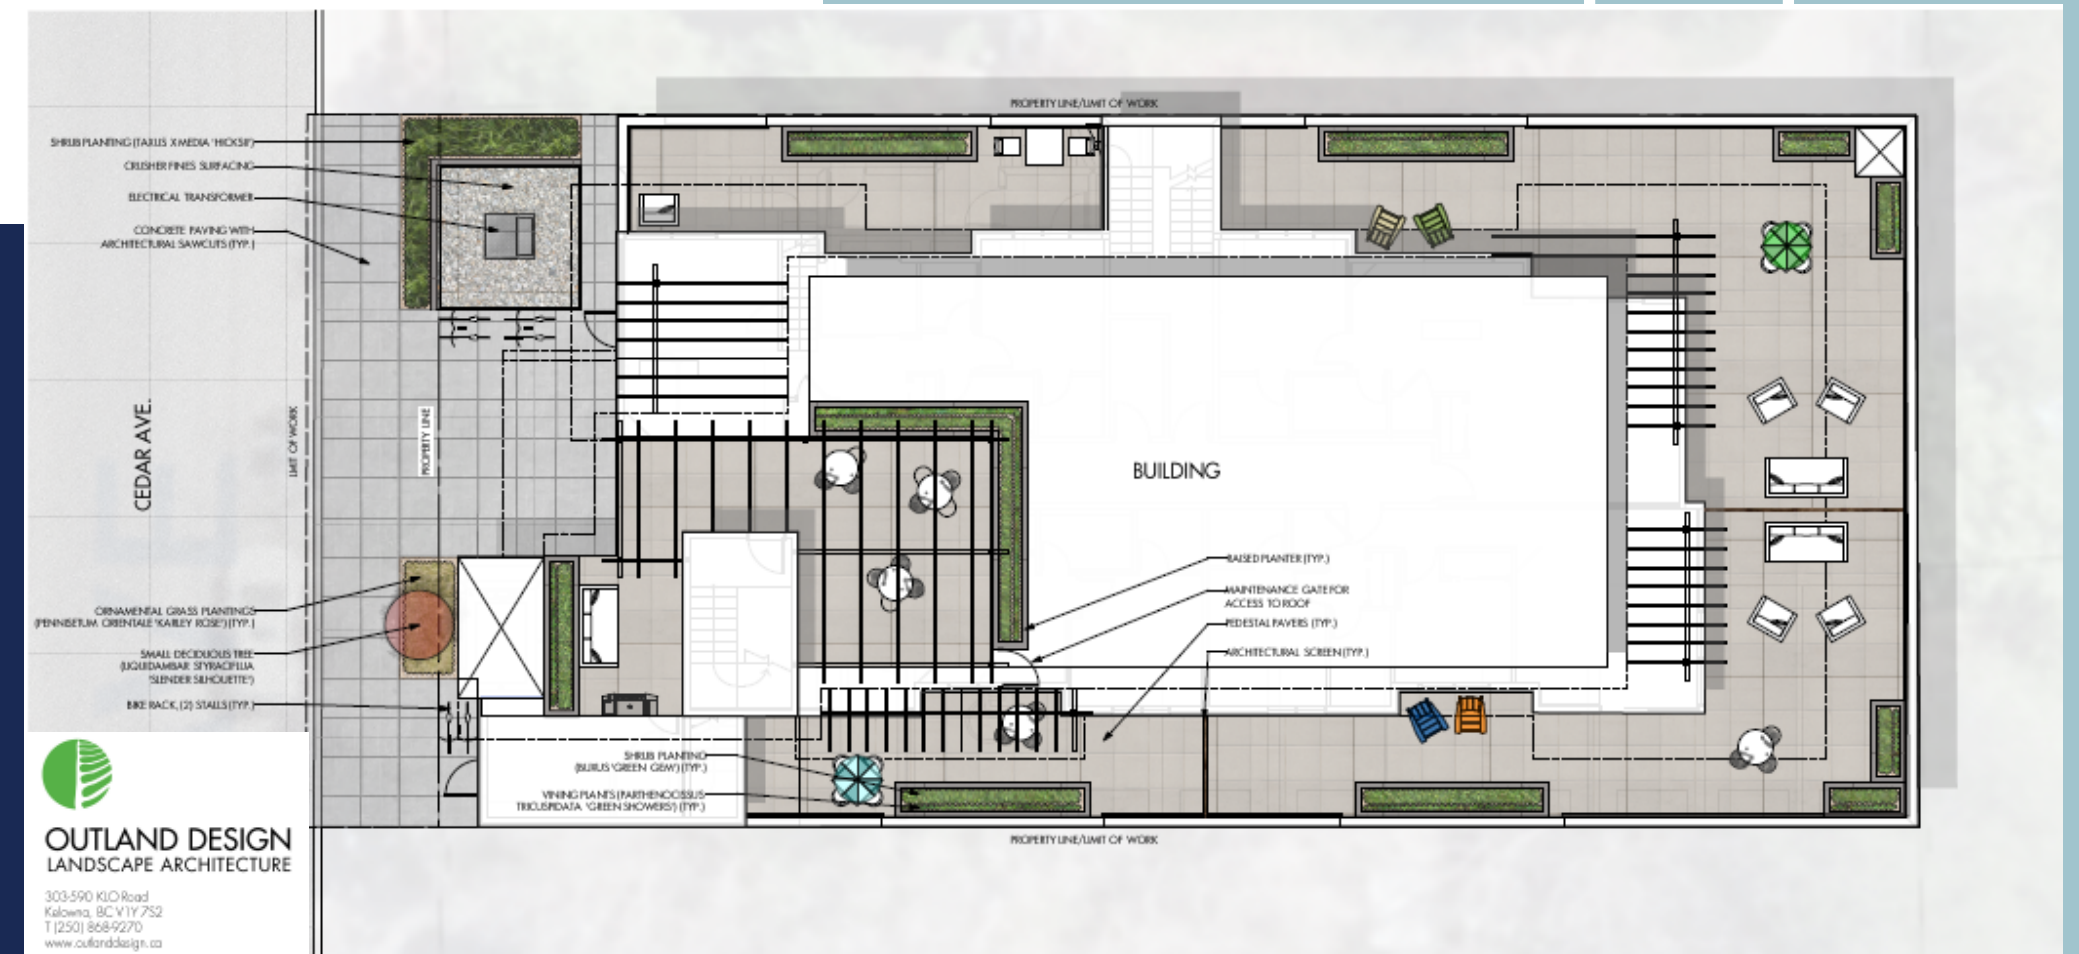 PROPERTY LINE/LIMIT OF WORK
SHRUB PLANTING (TAXUS X MEDIA 'HICKSII')
CRUSHER FINES SURFACING
ELECTRICAL TRANSFORMER
CONCRETE PAVING WITH
ARCHITECTURAL SAWCUTS (TYP.)
CEDAR AVE.
LIMIT OF WORK
PROPERTY LINE
BUILDING
RAISED PLANTER (TYP.)
MAINTENANCE GATE FOR
ACCESS TO ROOF
PEDESTAL PAVERS (TYP.)
ARCHITECTURAL SCREEN (TYP.)
ORNAMENTAL GRASS PLANTINGS
(PENNISETUM ORIENTALE 'KARLEY ROSE') (TYP.)
SMALL DECIDUOUS TREE
(LIQUIDAMBAR STYRACIFLUA
'SLENDER SILHOUETTE')
BIKE RACK, (2) STALLS (TYP.)
SHRUB PLANTING
(BUXUS 'GREEN GEM') (TYP.)
VINING PLANTS (PARTHENOCISSUS
TRICUSPIDATA 'GREEN SHOWERS') (TYP.)
PROPERTY LINE/LIMIT OF WORK
OUTLAND DESIGN
LANDSCAPE ARCHITECTURE
303-590 KLO Road
Kelowna, BC V1Y 7S2
T (250) 868-9270
www.outlanddesign.ca